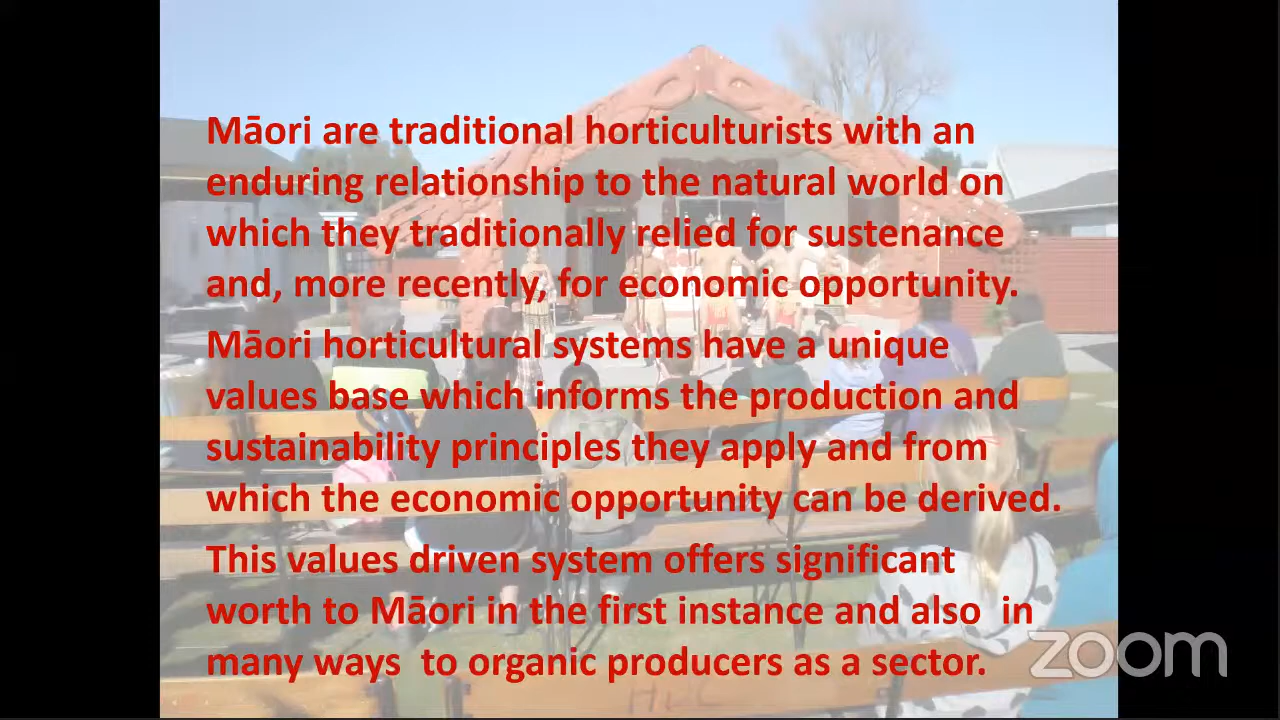 Māori are traditional horticulturists with an
enduring relationship to the natural world on
which they traditionally relied for sustenance
and, more recently, for economic opportunity.
Māori horticultural systems have a unique
values base which informs the production and
sustainability principles they apply and from
which the economic opportunity can be derived.
This values driven system offers significant
worth to Māori in the first instance and also  in
many ways  to organic producers as a sector.
zoom